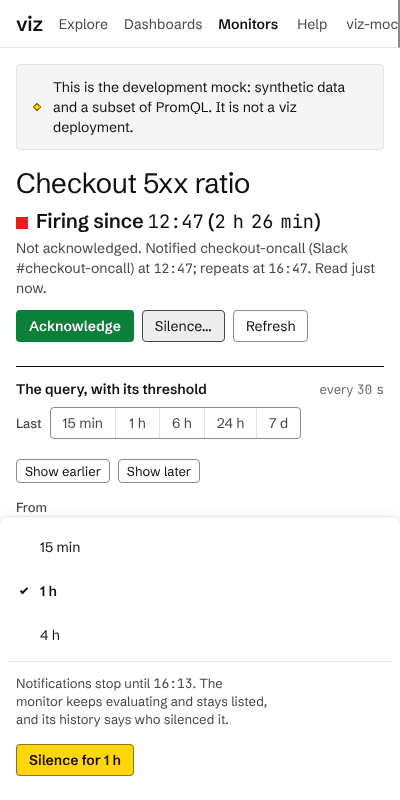 viz Explore Dashboards Monitors Help viz-moc
This is the development mock: synthetic data
and a subset of PromQL. It is not a viz
deployment.
Checkout 5xx ratio
Firing since 12:47 (2 h 26 min)
Not acknowledged. Notified checkout-oncall (Slack
#checkout-oncall) at 12:47; repeats at 16:47. Read just
now.
Acknowledge Silence… Refresh
The query, with its threshold every 30 s
Last 15 min 1 h 6 h 24 h 7 d
Show earlier Show later
From
15 min
1 h
4 h
Notifications stop until 16:13. The
monitor keeps evaluating and stays listed,
and its history says who silenced it.
Silence for 1 h